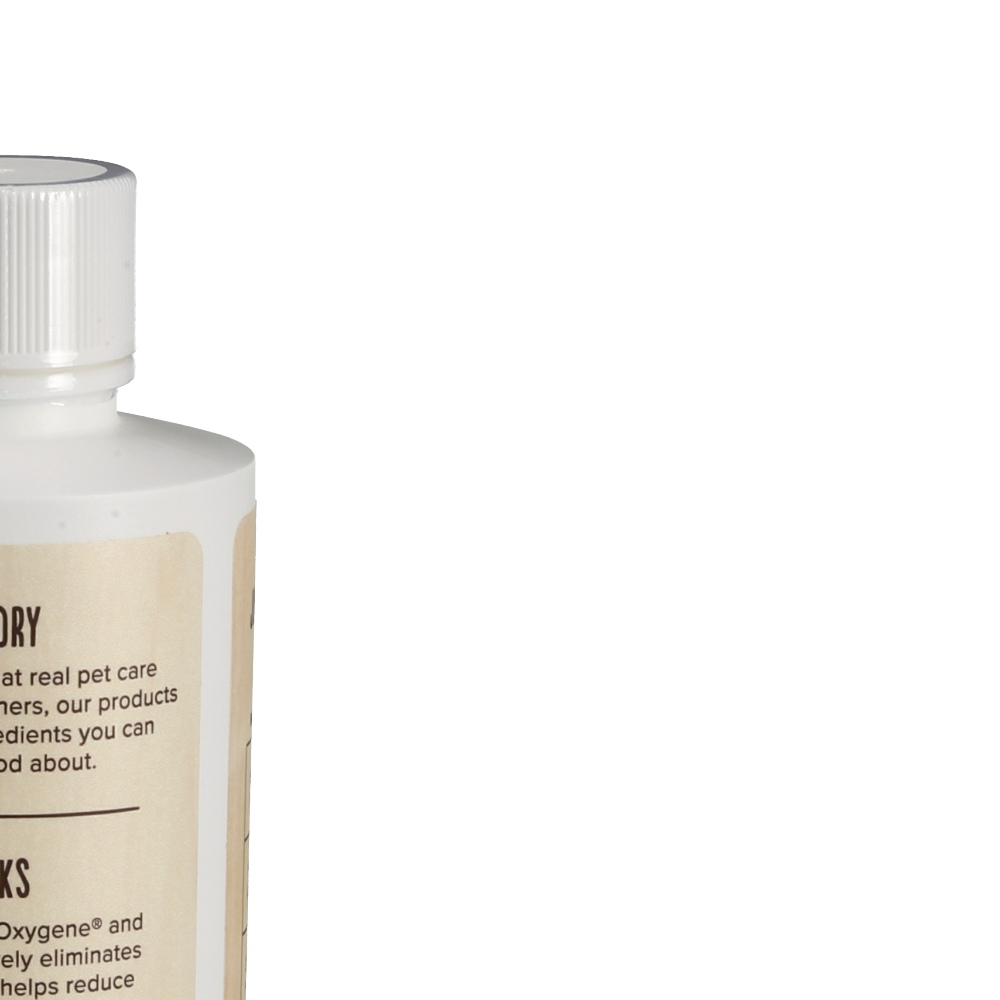 ORY
at real pet care
ners, our products
edients you can
od about.
KS
Oxygene® and
ely eliminates
helps reduce